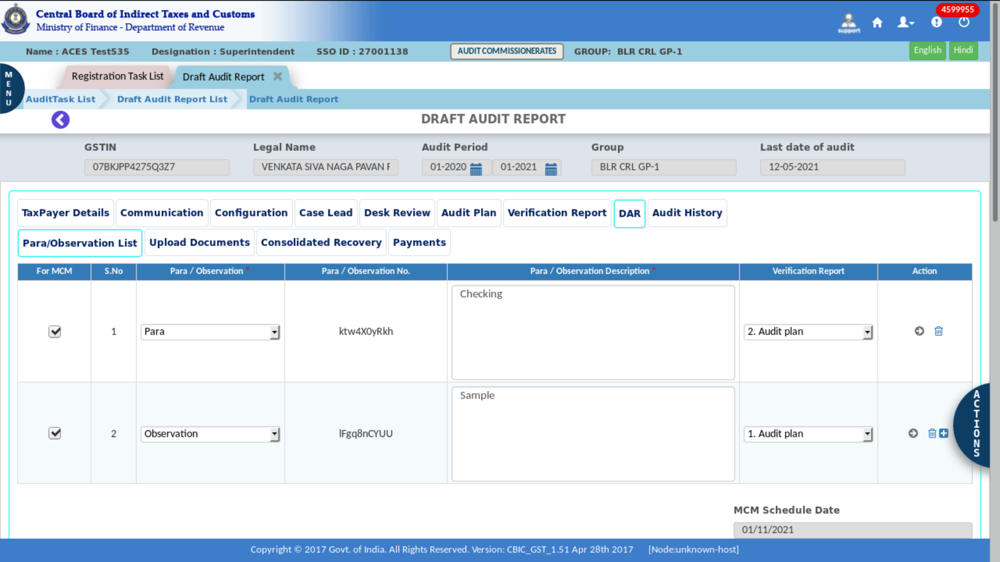 Central Board of Indirect Taxes and Customs
Ministry of Finance - Department of Revenue
support
4599955
Name : ACES Test535 Designation : Superintendent SSO ID : 27001138 AUDIT COMMISSIONERATES GROUP: BLR CRL GP-1 English Hindi
MENU
Registration Task List Draft Audit Report
AuditTask List Draft Audit Report List Draft Audit Report
DRAFT AUDIT REPORT
GSTIN Legal Name Audit Period Group Last date of audit
07BKJPP4275Q3Z7 VENKATA SIVA NAGA PAVAN 01-2020 01-2021 BLR CRL GP-1 12-05-2021
TaxPayer Details Communication Configuration Case Lead Desk Review Audit Plan Verification Report DAR Audit History
Para/Observation List Upload Documents Consolidated Recovery Payments
For MCM S.No Para / Observation * Para / Observation No. Para / Observation Description * Verification Report Action
Checking
1 Para ktw4X0yRkh 2. Audit plan
Sample
2 Observation lFgq8nCYUU 1. Audit plan
ACTIONS
MCM Schedule Date
01/11/2021
Copyright © 2017 Govt. of India. All Rights Reserved. Version: CBIC_GST_1.51 Apr 28th 2017 [Node:unknown-host]